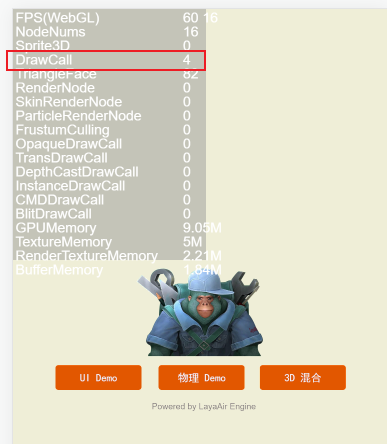 FPS(WebGL) 60 16
NodeNums 16
Sprite3D 0
DrawCall 4
TriangleFace 82
RenderNode 0
SkinRenderNode 0
ParticleRenderNode 0
FrustumCulling 0
OpaqueDrawCall 0
TransDrawCall 0
DepthCastDrawCall 0
InstanceDrawCall 0
CMDDrawCall 0
BlitDrawCall 0
GPUMemory 9.05M
TextureMemory 5M
RenderTextureMemory 2.21M
BufferMemory 1.84M
UI Demo 物理 Demo 3D 混合
Powered by LayaAir Engine